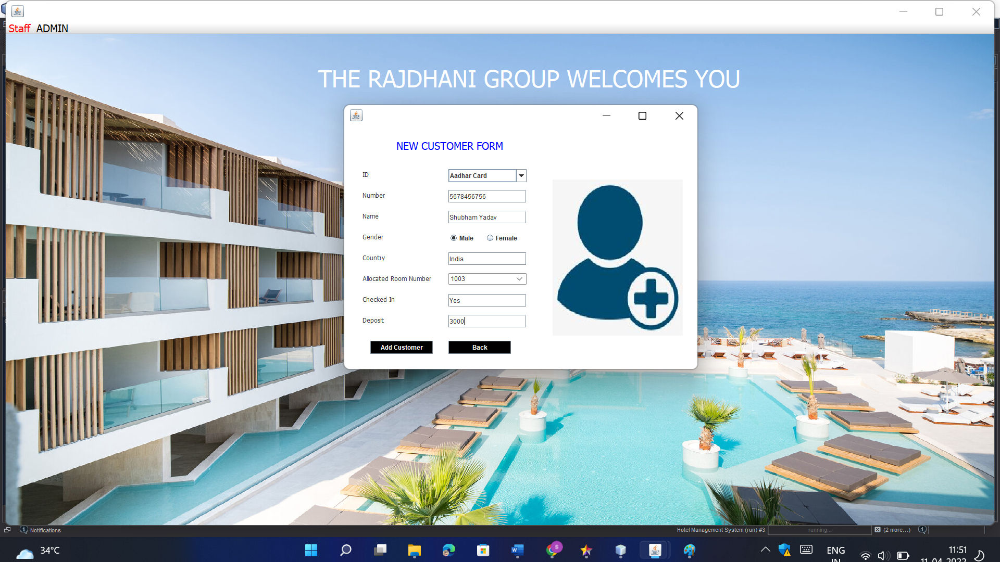 Staff ADMIN
THE RAJDHANI GROUP WELCOMES YOU
NEW CUSTOMER FORM
ID Aadhar Card
Number 5678456756
Name Shubham Yadav
Gender Male Female
Country India
Allocated Room Number 1003
Checked In Yes
Deposit 3000
Add Customer Back
Notifications Hotel Management System (run) #3 running... (2 more...) 1
34°C ENG 11:51
IN 11-04-2022